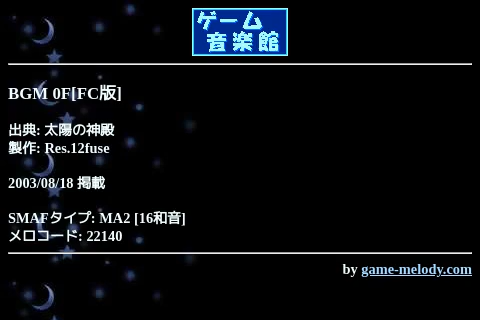 ゲーム
音楽館
BGM 0F[FC版]
出典: 太陽の神殿
製作: Res.12fuse
2003/08/18 掲載
SMAFタイプ: MA2 [16和音]
メロコード: 22140
by game-melody.com